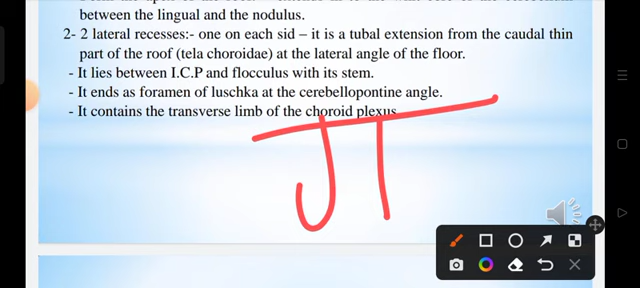 between the lingual and the nodulus.
2- 2 lateral recesses:- one on each sid – it is a tubal extension from the caudal thin
part of the roof (tela choroidae) at the lateral angle of the floor.
- It lies between I.C.P and flocculus with its stem.
- It ends as foramen of luschka at the cerebellopontine angle.
- It contains the transverse limb of the choroid plexus.